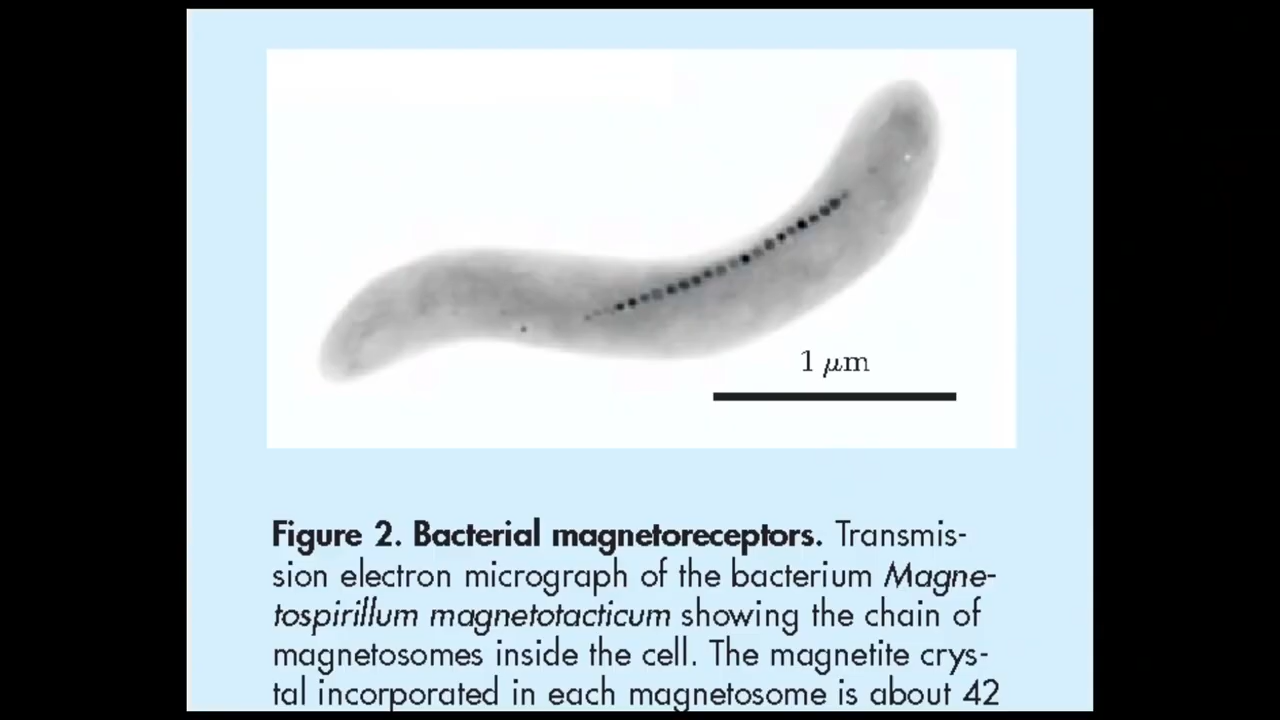 1 μm
Figure 2. Bacterial magnetoreceptors. Transmis-
sion electron micrograph of the bacterium Magne-
tospirillum magnetotacticum showing the chain of
magnetosomes inside the cell. The magnetite crys-
tal incorporated in each magnetosome is about 42